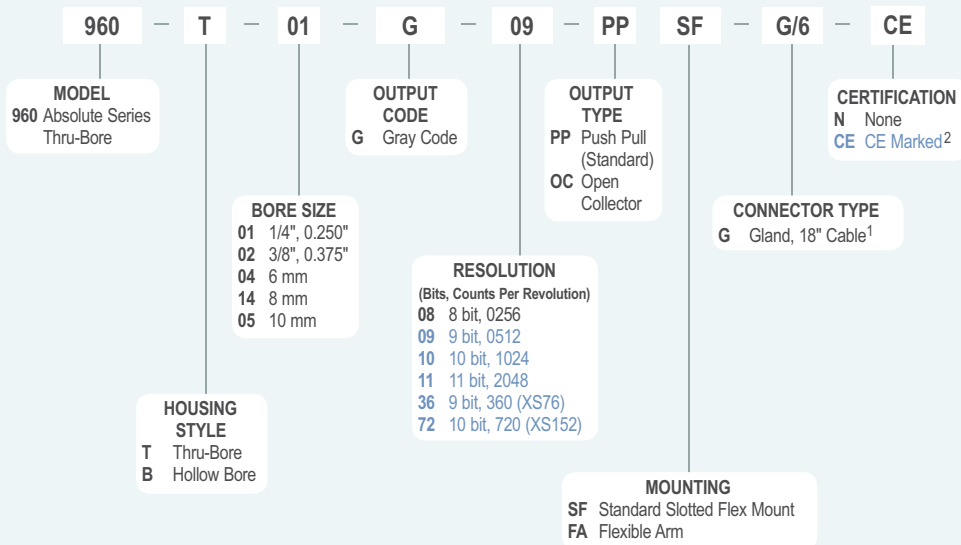 960 – T – 01 – G – 09 – PP SF – G/6 – CE
MODEL
960 Absolute Series
Thru-Bore
HOUSING
STYLE
T Thru-Bore
B Hollow Bore
BORE SIZE
01 1/4", 0.250"
02 3/8", 0.375"
04 6 mm
14 8 mm
05 10 mm
OUTPUT
CODE
G Gray Code
RESOLUTION
(Bits, Counts Per Revolution)
08 8 bit, 0256
09 9 bit, 0512
10 10 bit, 1024
11 11 bit, 2048
36 9 bit, 360 (XS76)
72 10 bit, 720 (XS152)
OUTPUT
TYPE
PP Push Pull
(Standard)
OC Open
Collector
MOUNTING
SF Standard Slotted Flex Mount
FA Flexible Arm
CONNECTOR TYPE
G Gland, 18" Cable1
CERTIFICATION
N None
CE CE Marked2